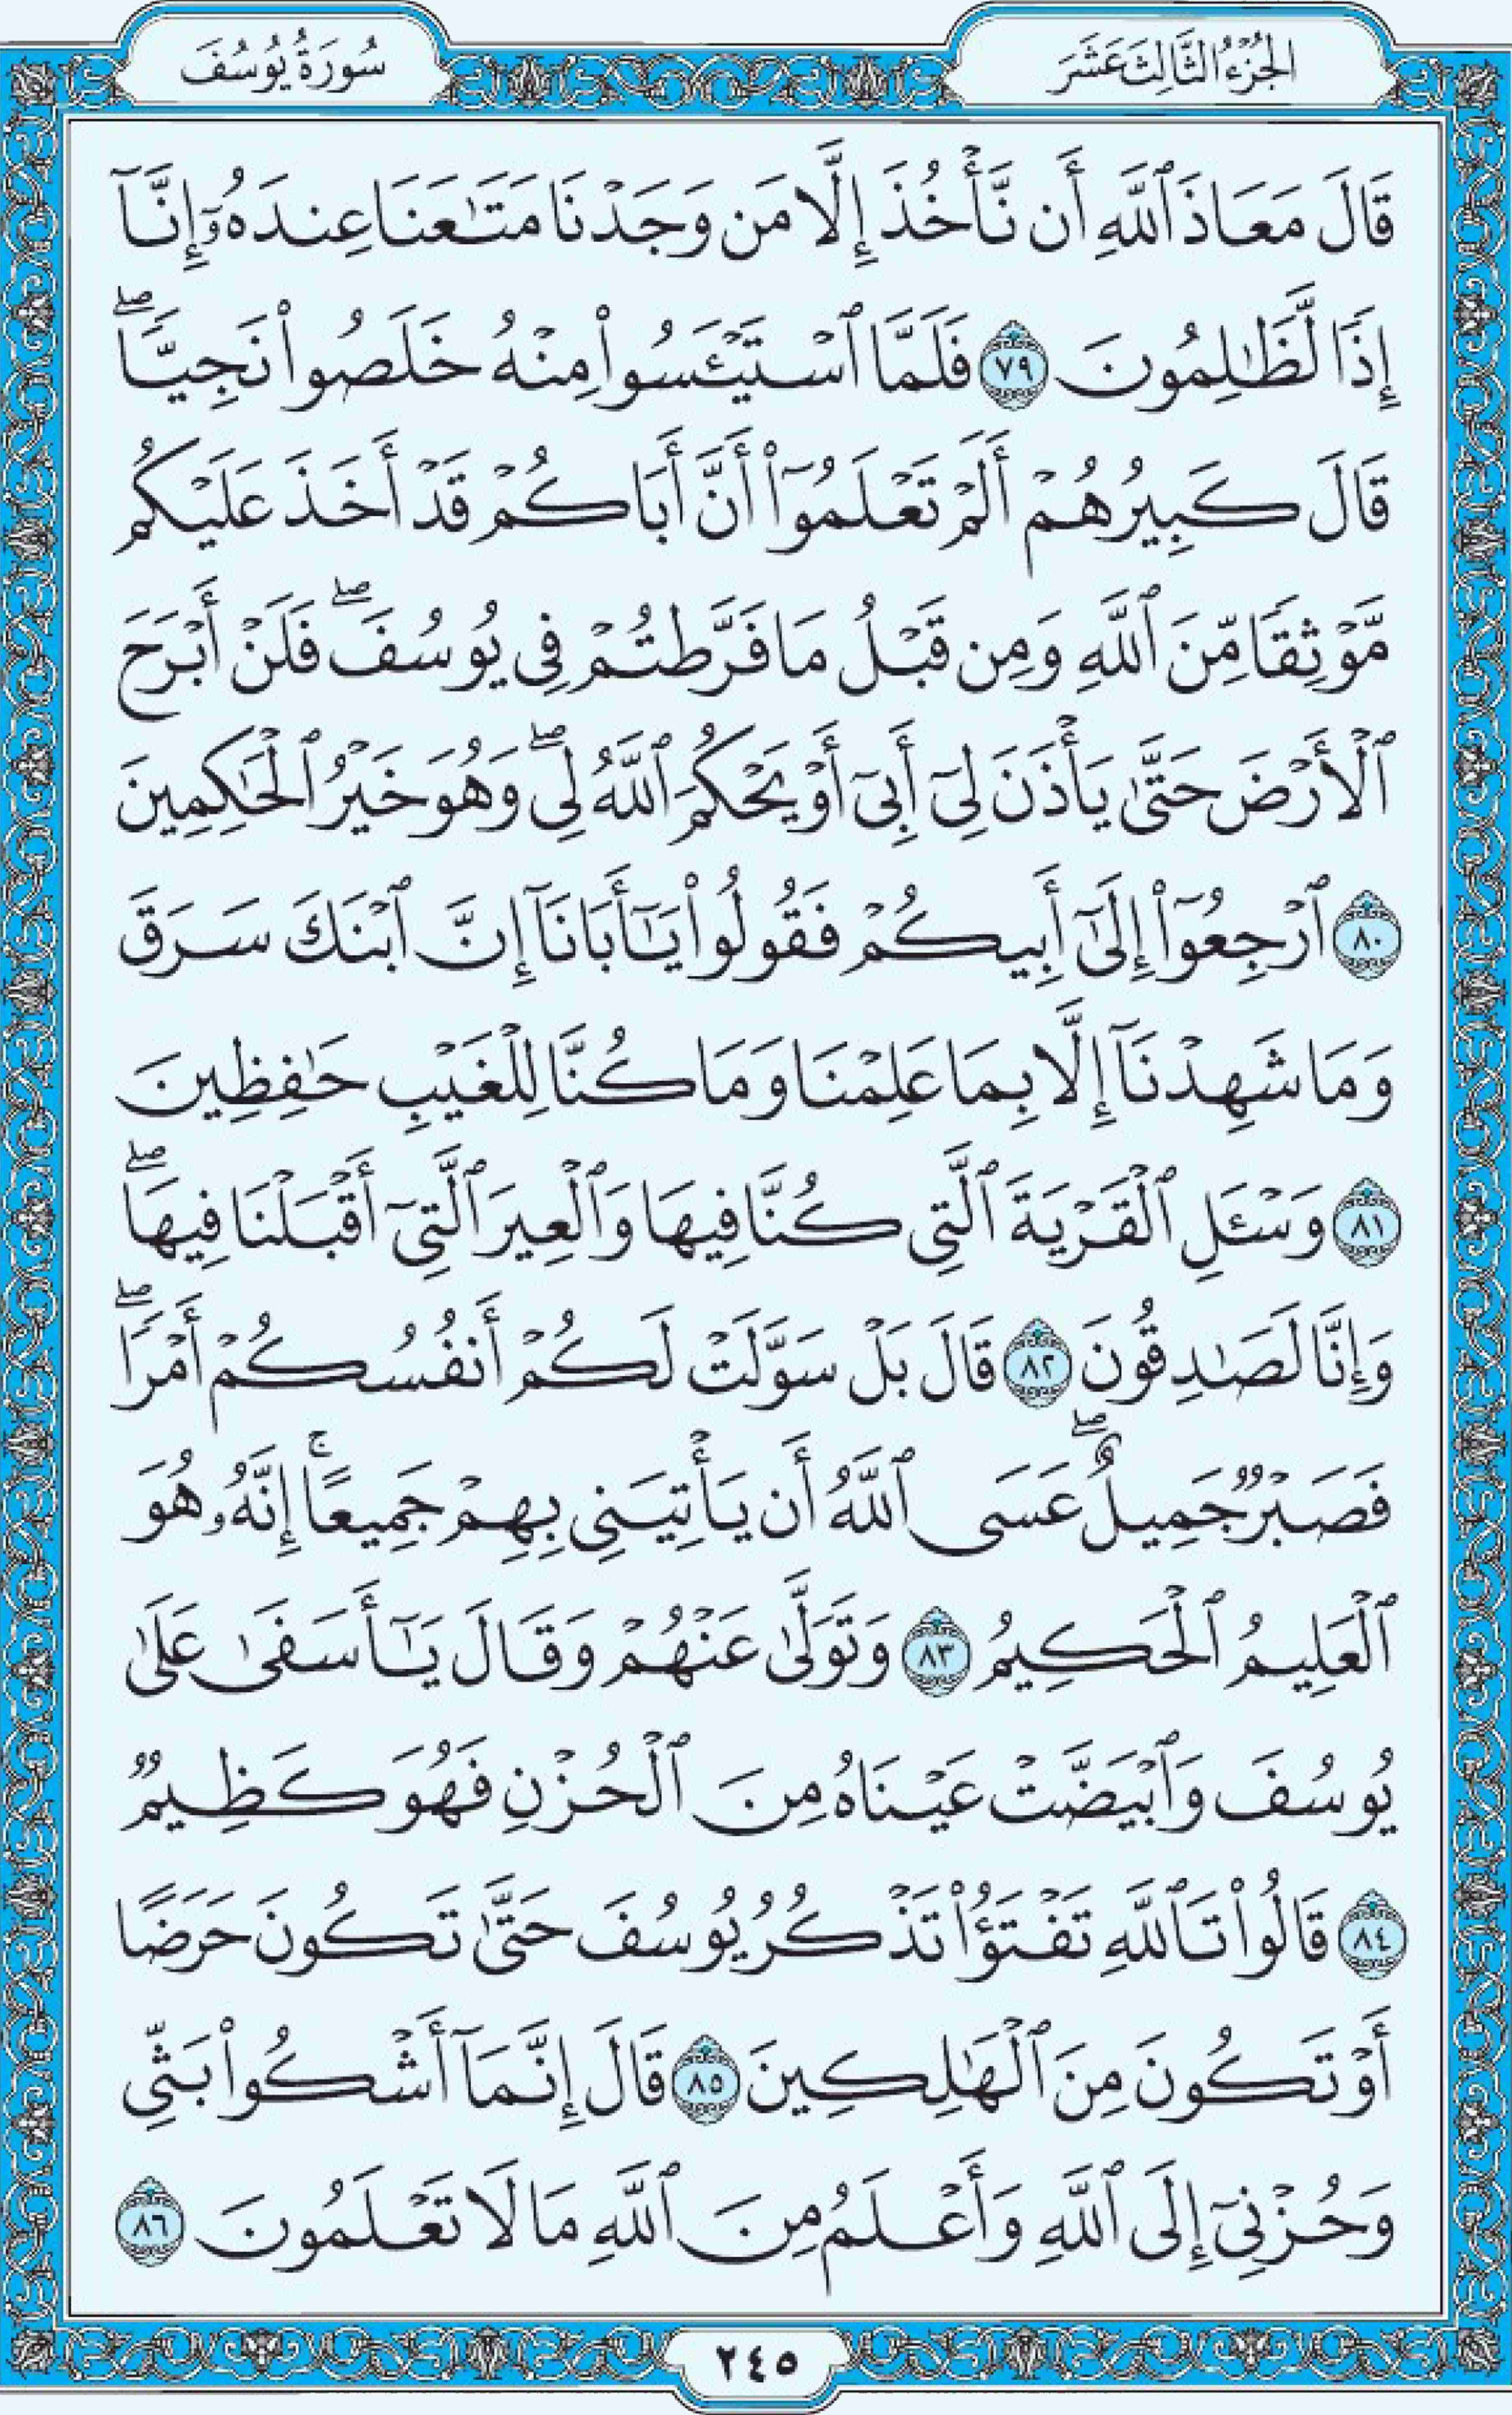 الجُزْءُ الثَّالِثَ عَشَرَ
سُورَةُ يُوسُفَ
قَالَ مَعَاذَ ٱللَّهِ أَن نَّأْخُذَ إِلَّا مَن وَجَدْنَا مَتَٰعَنَا عِندَهُۥٓ إِنَّآ
إِذٗا لَّظَٰلِمُونَ ٧٩ فَلَمَّا ٱسْتَيْـَٔسُوا۟ مِنْهُ خَلَصُوا۟ نَجِيّٗاۖ
قَالَ كَبِيرُهُمْ أَلَمْ تَعْلَمُوٓا۟ أَنَّ أَبَاكُمْ قَدْ أَخَذَ عَلَيْكُم
مَّوْثِقٗا مِّنَ ٱللَّهِ وَمِن قَبْلُ مَا فَرَّطتُمْ فِى يُوسُفَۖ فَلَنْ أَبْرَحَ
ٱلْأَرْضَ حَتَّىٰ يَأْذَنَ لِىٓ أَبِىٓ أَوْ يَحْكُمَ ٱللَّهُ لِىۖ وَهُوَ خَيْرُ ٱلْحَٰكِمِينَ
٨٠ ٱرْجِعُوٓا۟ إِلَىٰٓ أَبِيكُمْ فَقُولُوا۟ يَٰٓأَبَانَآ إِنَّ ٱبْنَكَ سَرَقَ
وَمَا شَهِدْنَآ إِلَّا بِمَا عَلِمْنَا وَمَا كُنَّا لِلْغَيْبِ حَٰفِظِينَ
٨١ وَسْـَٔلِ ٱلْقَرْيَةَ ٱلَّتِى كُنَّا فِيهَا وَٱلْعِيرَ ٱلَّتِىٓ أَقْبَلْنَا فِيهَاۖ
وَإِنَّا لَصَٰدِقُونَ ٨٢ قَالَ بَلْ سَوَّلَتْ لَكُمْ أَنفُسُكُمْ أَمْرٗاۖ
فَصَبْرٞ جَمِيلٌۖ عَسَى ٱللَّهُ أَن يَأْتِيَنِى بِهِمْ جَمِيعًاۚ إِنَّهُۥ هُوَ
ٱلْعَلِيمُ ٱلْحَكِيمُ ٨٣ وَتَوَلَّىٰ عَنْهُمْ وَقَالَ يَٰٓأَسَفَىٰ عَلَىٰ
يُوسُفَ وَٱبْيَضَّتْ عَيْنَاهُ مِنَ ٱلْحُزْنِ فَهُوَ كَظِيمٞ
٨٤ قَالُوا۟ تَٱللَّهِ تَفْتَؤُا۟ تَذْكُرُ يُوسُفَ حَتَّىٰ تَكُونَ حَرَضًا
أَوْ تَكُونَ مِنَ ٱلْهَٰلِكِينَ ٨٥ قَالَ إِنَّمَآ أَشْكُوا۟ بَثِّى
وَحُزْنِىٓ إِلَى ٱللَّهِ وَأَعْلَمُ مِنَ ٱللَّهِ مَا لَا تَعْلَمُونَ ٨٦
٢٤٥